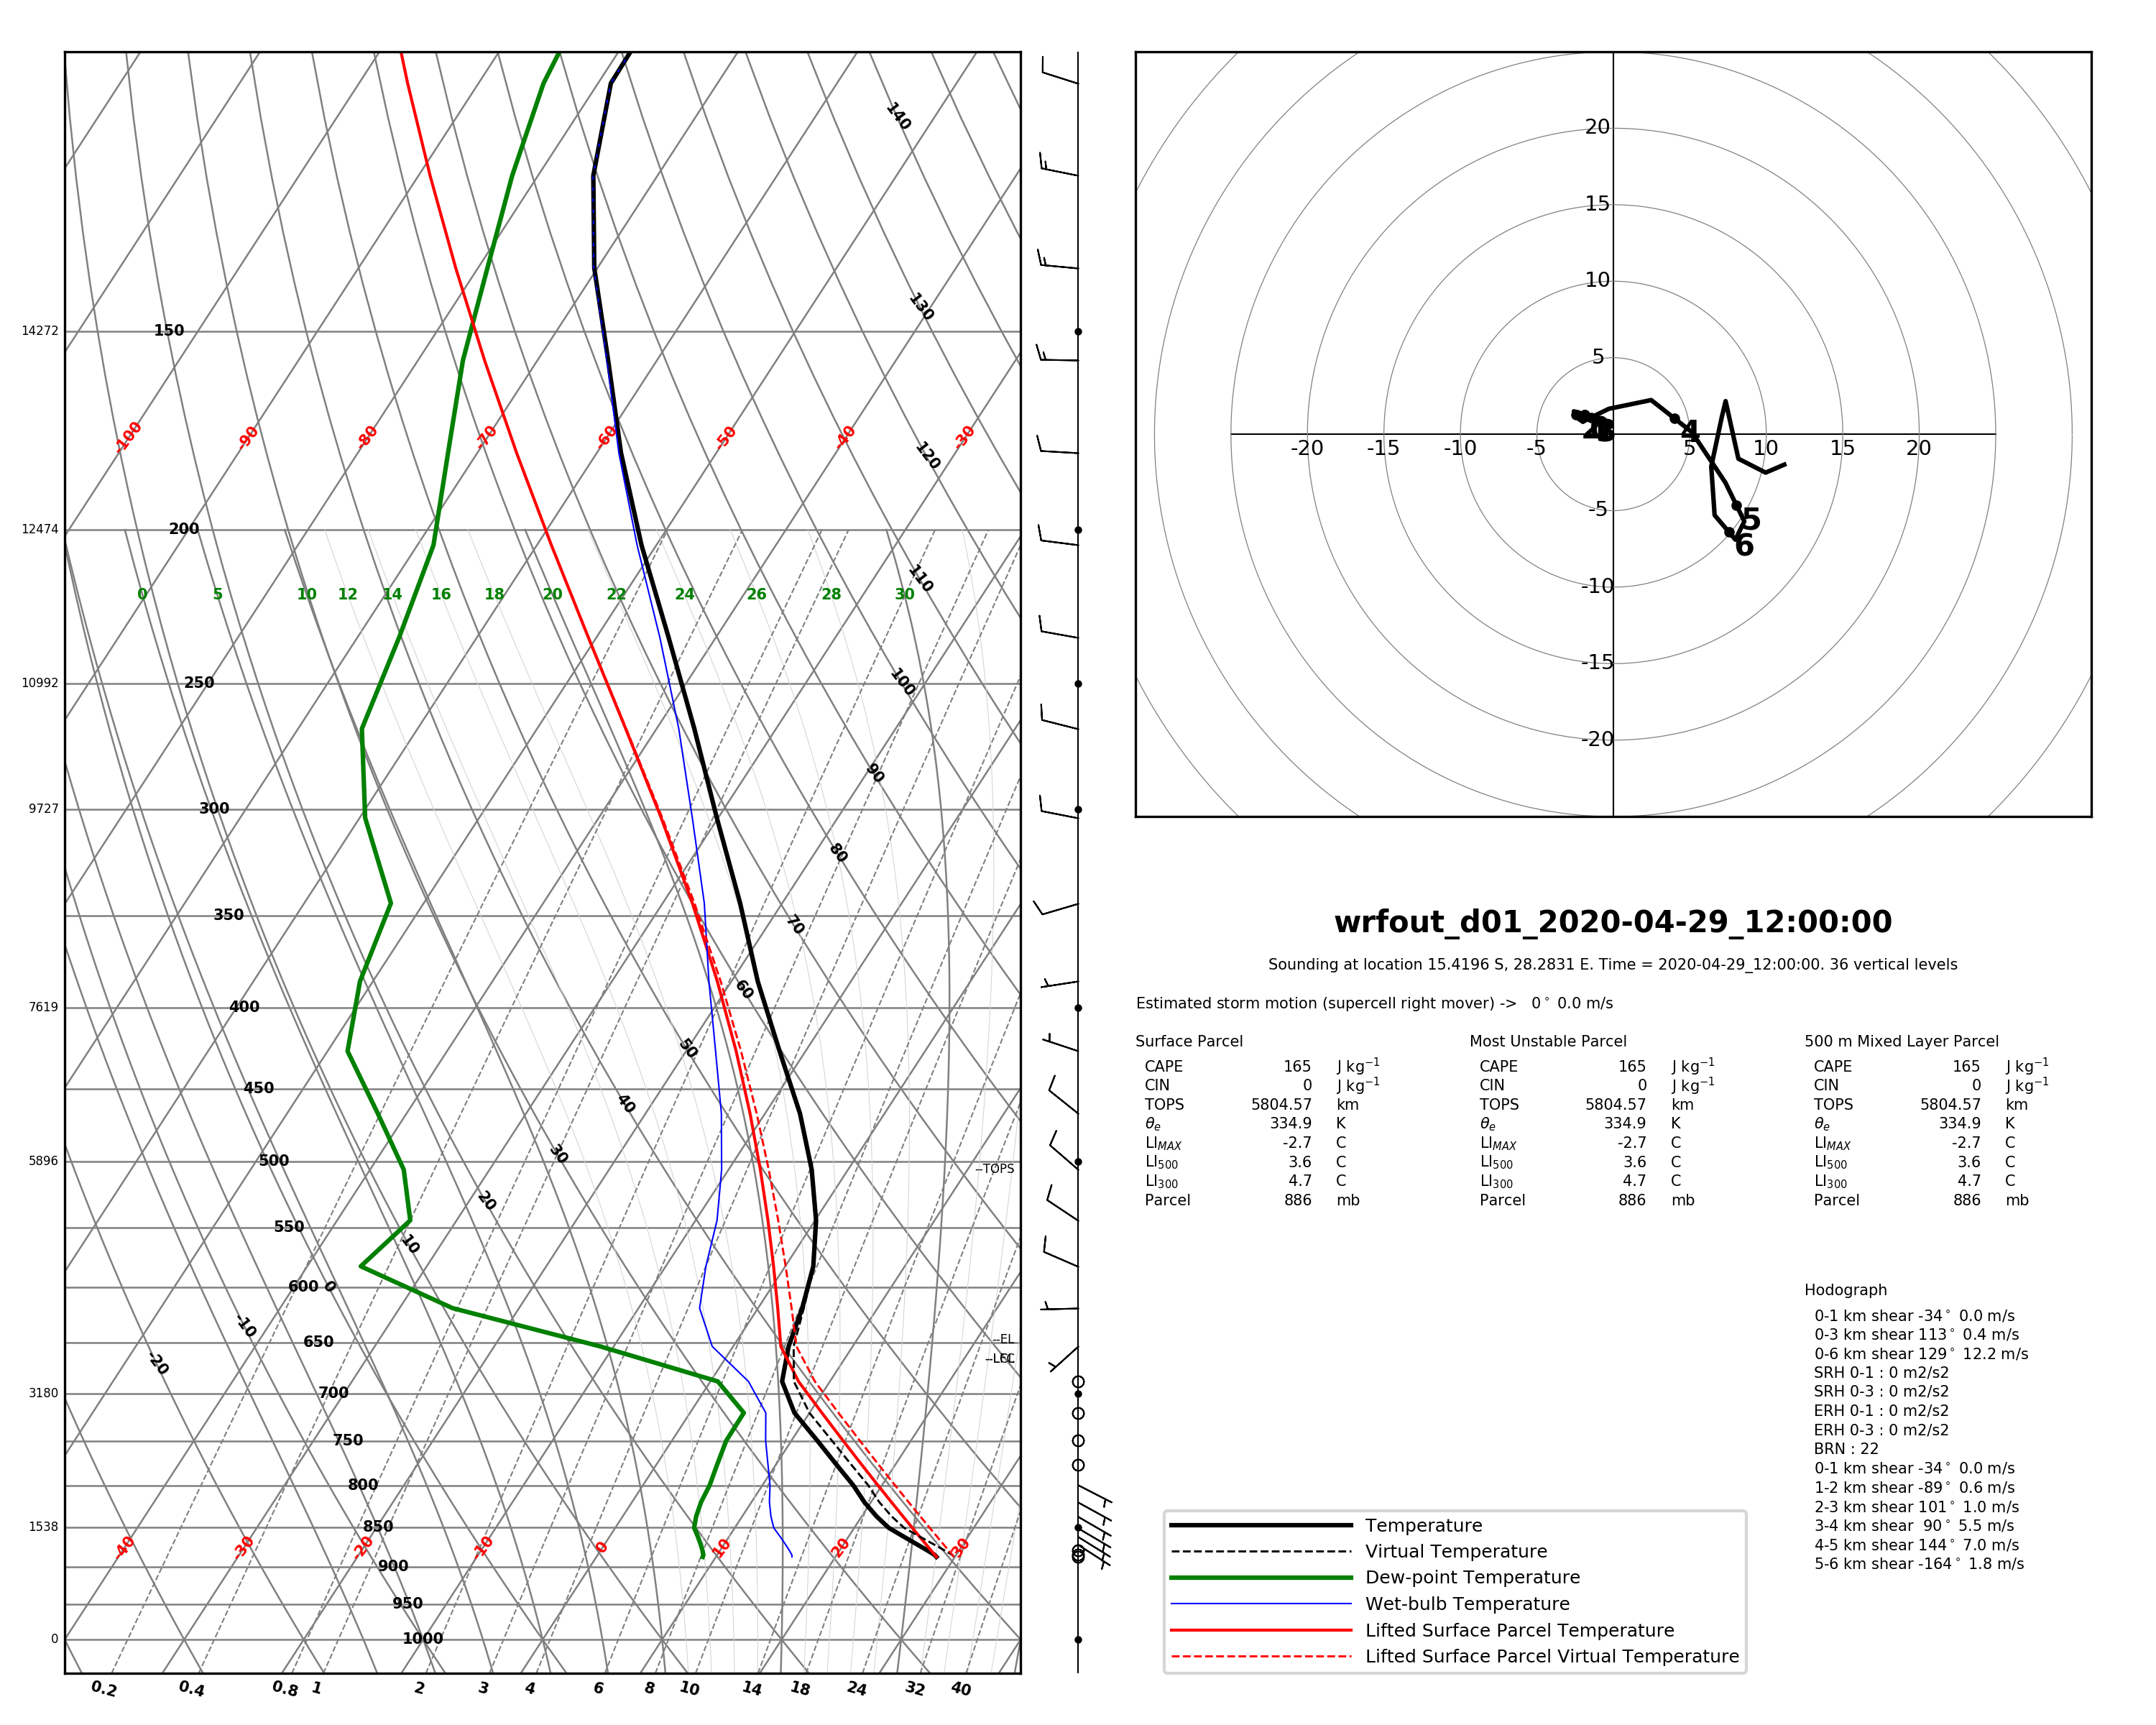 140
130
14272 150
-100 -90 -80 -70 -60 -50 -40 -30
120
12474 200
110
0 5 10 12 14 16 18 20 22 24 26 28 30
10992 250
100
90
9727 300
80
350
70
60
7619 400
50
450
40
5896 500
30
--TOPS
20
550
10
600 0
-10
650
--EL
-20
3180 700
750
800
1538 850
-40 -30 -20 -10 0 10 20 30
900
950
0 1000
0.2 0.4 0.8 1 2 3 4 6 8 10 14 18 24 32 40
20
15
10
5
4
-20 -15 -10 -5 5 10 15 20
-5
5
6
-10
-15
-20
wrfout_d01_2020-04-29_12:00:00
Sounding at location 15.4196 S, 28.2831 E. Time = 2020-04-29_12:00:00. 36 vertical levels
Estimated storm motion (supercell right mover) -> 0° 0.0 m/s
Surface Parcel
CAPE 165 J kg⁻¹
CIN 0 J kg⁻¹
TOPS 5804.57 km
θe 334.9 K
LIMAX -2.7 C
LI500 3.6 C
LI300 4.7 C
Parcel 886 mb
Most Unstable Parcel
CAPE 165 J kg⁻¹
CIN 0 J kg⁻¹
TOPS 5804.57 km
θe 334.9 K
LIMAX -2.7 C
LI500 3.6 C
LI300 4.7 C
Parcel 886 mb
500 m Mixed Layer Parcel
CAPE 165 J kg⁻¹
CIN 0 J kg⁻¹
TOPS 5804.57 km
θe 334.9 K
LIMAX -2.7 C
LI500 3.6 C
LI300 4.7 C
Parcel 886 mb
Hodograph
0-1 km shear -34° 0.0 m/s
0-3 km shear 113° 0.4 m/s
0-6 km shear 129° 12.2 m/s
SRH 0-1 : 0 m2/s2
SRH 0-3 : 0 m2/s2
ERH 0-1 : 0 m2/s2
ERH 0-3 : 0 m2/s2
BRN : 22
0-1 km shear -34° 0.0 m/s
1-2 km shear -89° 0.6 m/s
2-3 km shear 101° 1.0 m/s
3-4 km shear 90° 5.5 m/s
4-5 km shear 144° 7.0 m/s
5-6 km shear -164° 1.8 m/s
Temperature
Virtual Temperature
Dew-point Temperature
Wet-bulb Temperature
Lifted Surface Parcel Temperature
Lifted Surface Parcel Virtual Temperature